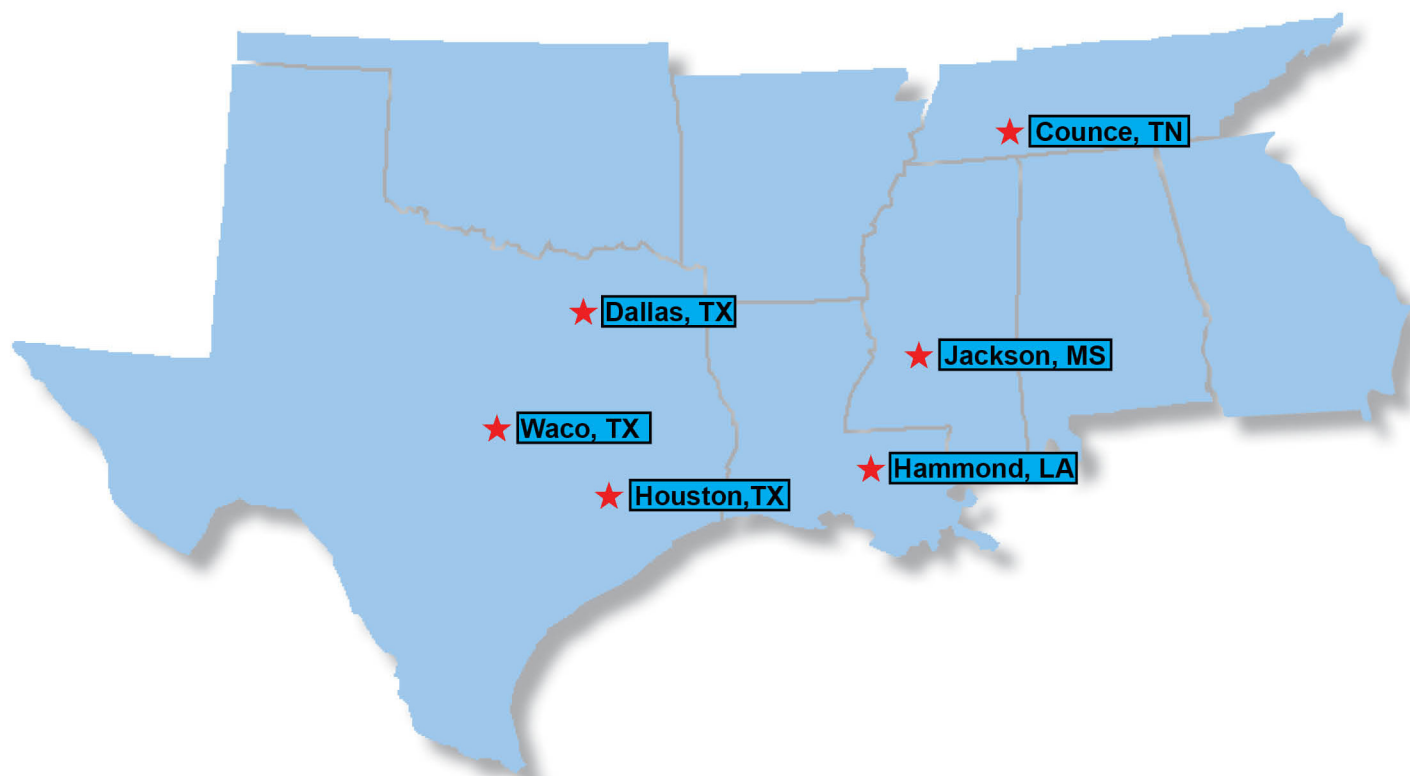 Counce, TN
Dallas, TX
Jackson, MS
Waco, TX
Hammond, LA
Houston,TX